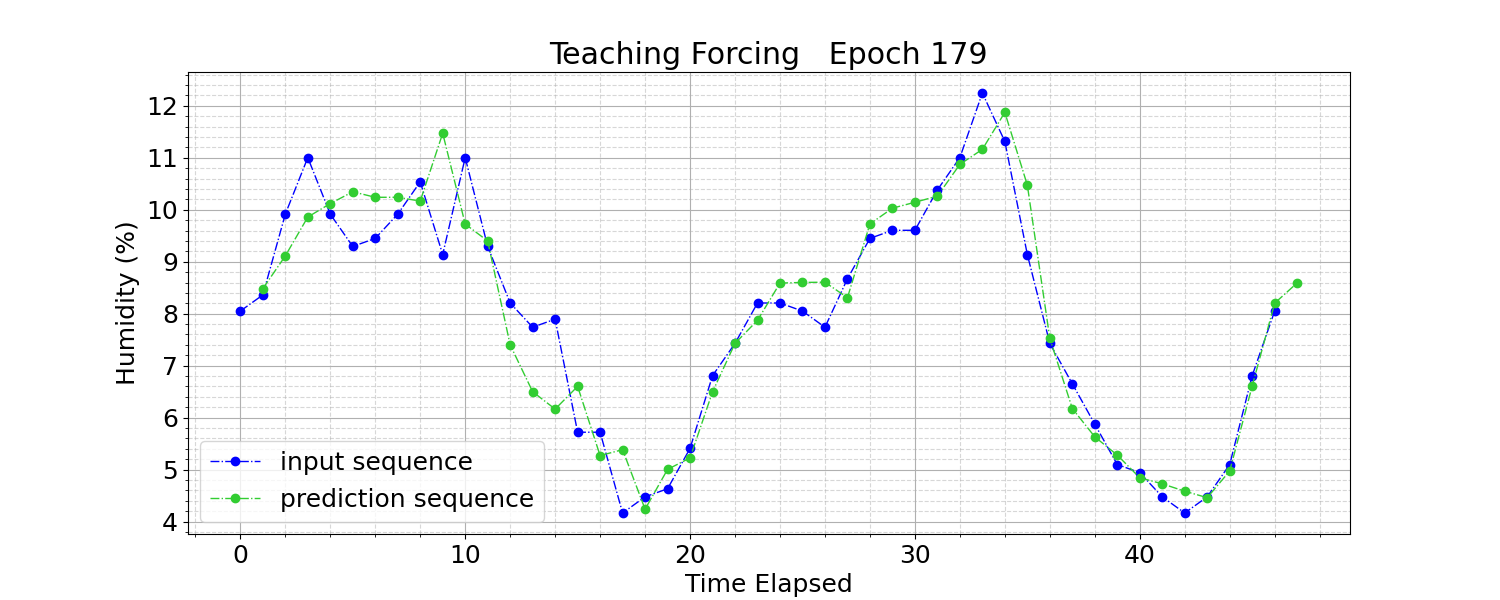 Teaching Forcing   Epoch 179
Humidity (%)
12
11
10
9
8
7
6
5
4
input sequence
prediction sequence
0 10 20 30 40
Time Elapsed